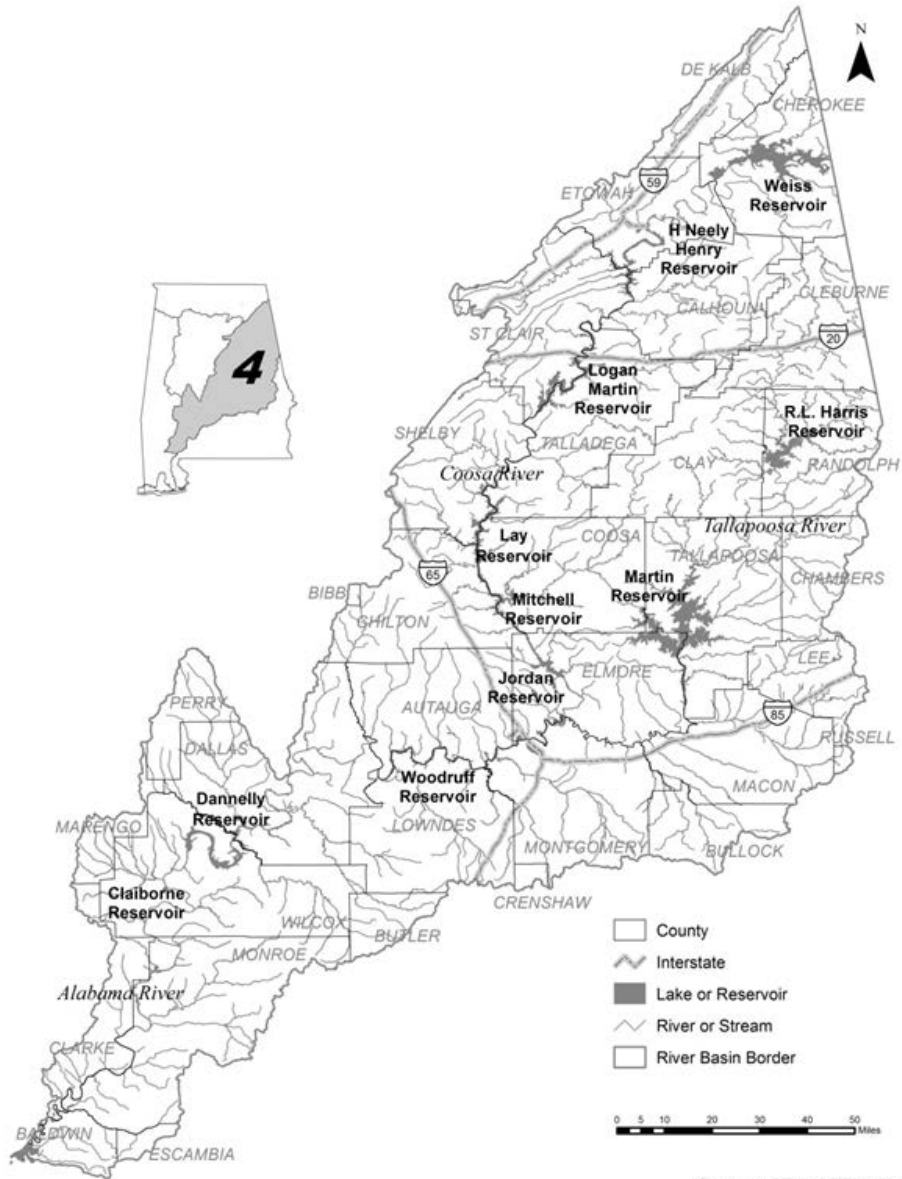 N
DE KALB
CHEROKEE
59
ETOWAH
Weiss
Reservoir
H Neely
Henry
Reservoir
CLEBURNE
CALHOUN
ST CLAIR
20
4
Logan
Martin
Reservoir
R.L. Harris
Reservoir
SHELBY
TALLADEGA
CLAY
RANDOLPH
Coosa River
Tallapoosa River
Lay
Reservoir
COOSA
TALLAPOOSA
65
Martin
Reservoir
CHAMBERS
BIBB
Mitchell
Reservoir
CHILTON
LEE
ELMORE
Jordan
Reservoir
PERRY
AUTAUGA
85
RUSSELL
DALLAS
Woodruff
Reservoir
MACON
Dannelly
Reservoir
MARENGO
LOWNDES
MONTGOMERY
BULLOCK
Claiborne
Reservoir
CRENSHAW
WILCOX
BUTLER
County
MONROE
Interstate
Alabama River
Lake or Reservoir
River or Stream
CLARKE
River Basin Border
0 5 10 20 30 40 50
Miles
BALDWIN
ESCAMBIA